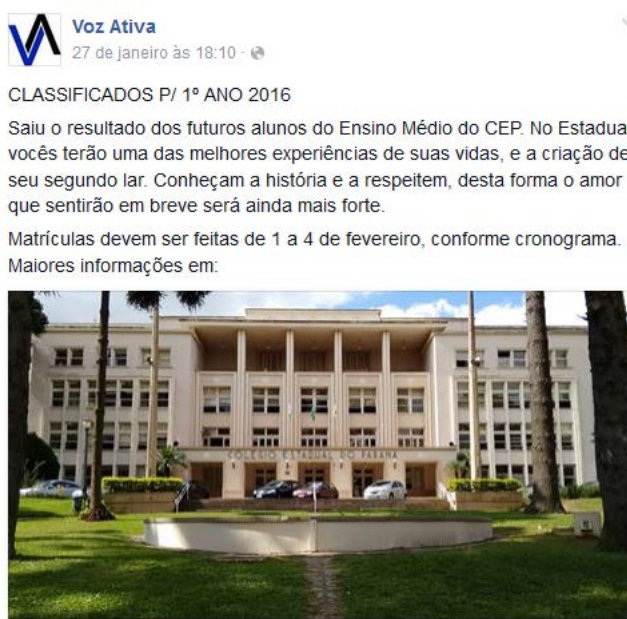 Voz Ativa
27 de janeiro às 18:10
CLASSIFICADOS P/ 1º ANO 2016
Saiu o resultado dos futuros alunos do Ensino Médio do CEP. No Estadua
vocês terão uma das melhores experiências de suas vidas, e a criação de
seu segundo lar. Conheçam a história e a respeitem, desta forma o amor
que sentirão em breve será ainda mais forte.
Matrículas devem ser feitas de 1 a 4 de fevereiro, conforme cronograma.
Maiores informações em:
COLEGIO ESTADUAL DO PARANA